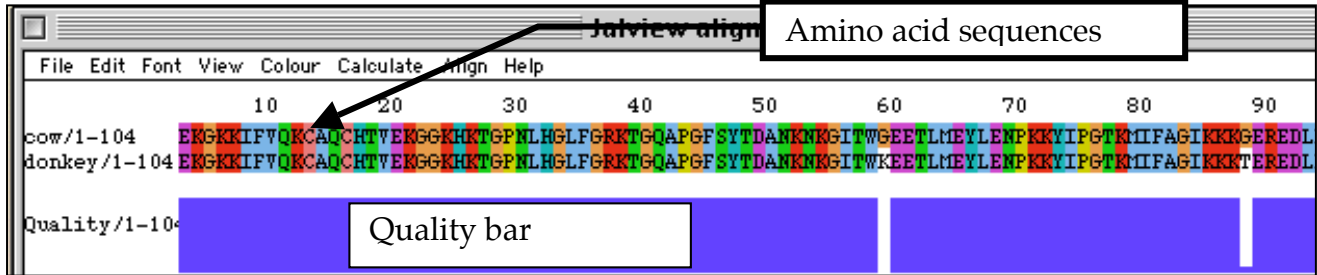 Jalview align
Amino acid sequences
File Edit Font View Colour Calculate Align Help
10 20 30 40 50 60 70 80 90
cow/1-104 EKGKKIFVQKCAQCHTVEKGGKHKTGPNLHGLFGRKTGQAPGFSYTDANKNKGITWGEETLMEYLENPKKYIPGTKMIFAGIKKKGEREDL
donkey/1-104 EKGKKIFVQKCAQCHTVEKGGKHKTGPNLHGLFGRKTGQAPGFSYTDANKNKGITWKEETLMEYLENPKKYIPGTKMIFAGIKKKTEREDL
Quality/1-104
Quality bar